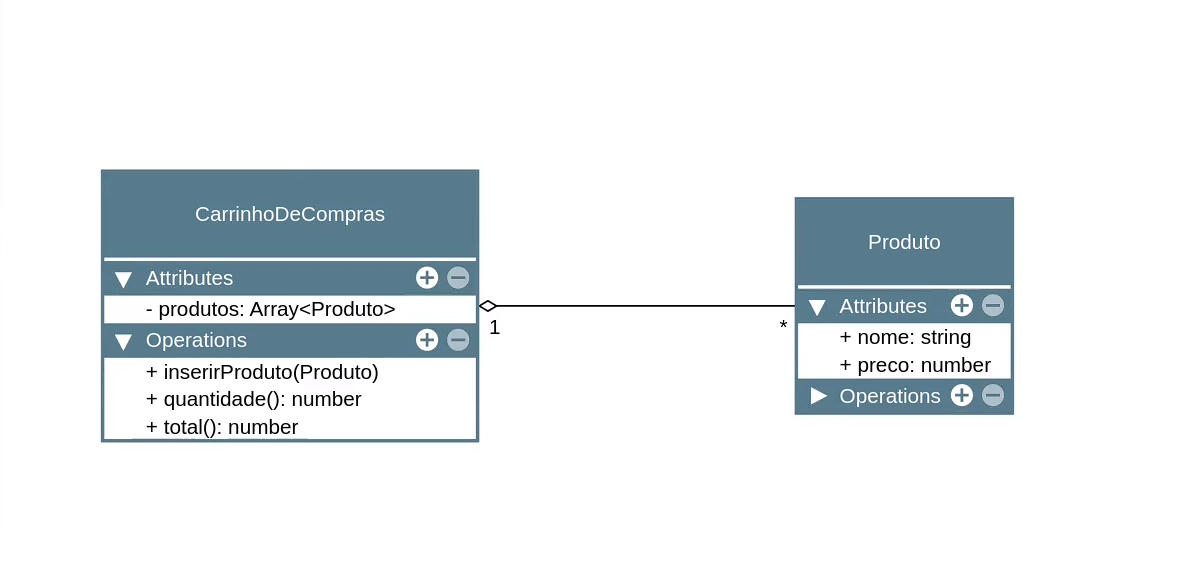 CarrinhoDeCompras
Attributes
- produtos: Array<Produto>
Operations
+ inserirProduto(Produto)
+ quantidade(): number
+ total(): number
1
*
Produto
Attributes
+ nome: string
+ preco: number
Operations